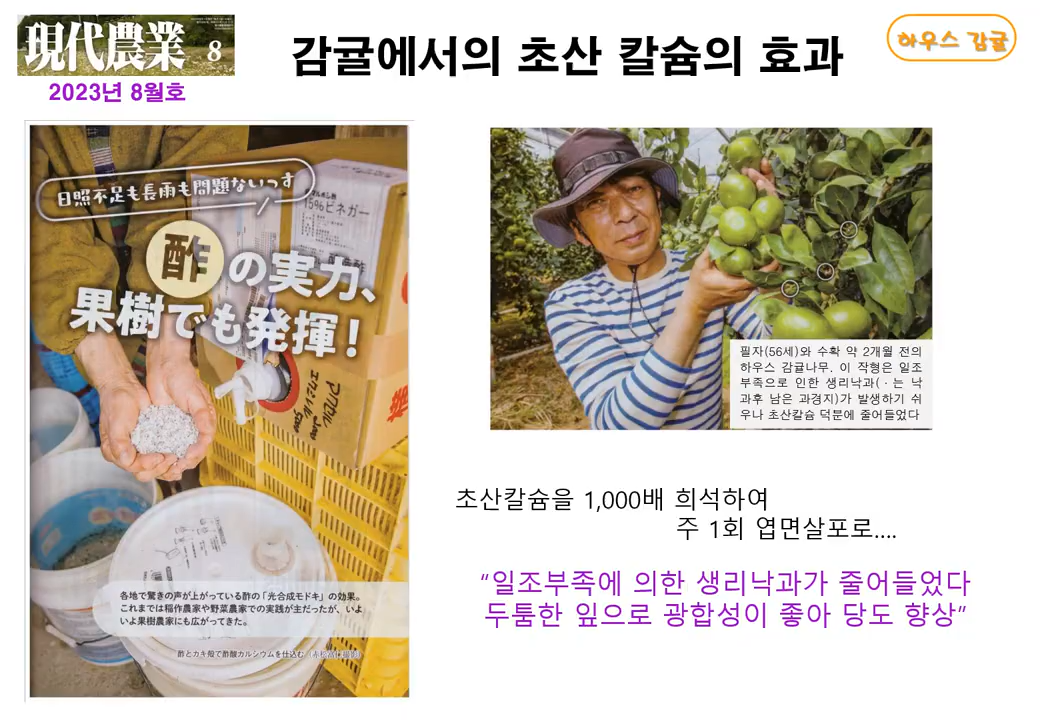 現代農業 8
2023년 8월호
감귤에서의 초산 칼슘의 효과
하우스 감귤
日照不足も長雨も問題ないっす
酢の実力、
果樹でも発揮!
15%ビネガー
各地で驚きの声が上がっている酢の「光合成モドキ」の効果。
これまでは稲作農家や野菜農家での実践が主だったが、いよ
いよ果樹農家にも広がってきた。
酢とカキ殻で酢酸カルシウムを仕込む
필자(56세)와 수확 약 2개월 전의
하우스 감귤나무. 이 작형은 일조
부족으로 인한 생리낙과(·는 낙
과후 남은 과경지)가 발생하기 쉬
우나 초산칼슘 덕분에 줄어들었다
초산칼슘을 1,000배 희석하여
주 1회 엽면살포로....
“일조부족에 의한 생리낙과가 줄어들었다
두툼한 잎으로 광합성이 좋아 당도 향상”